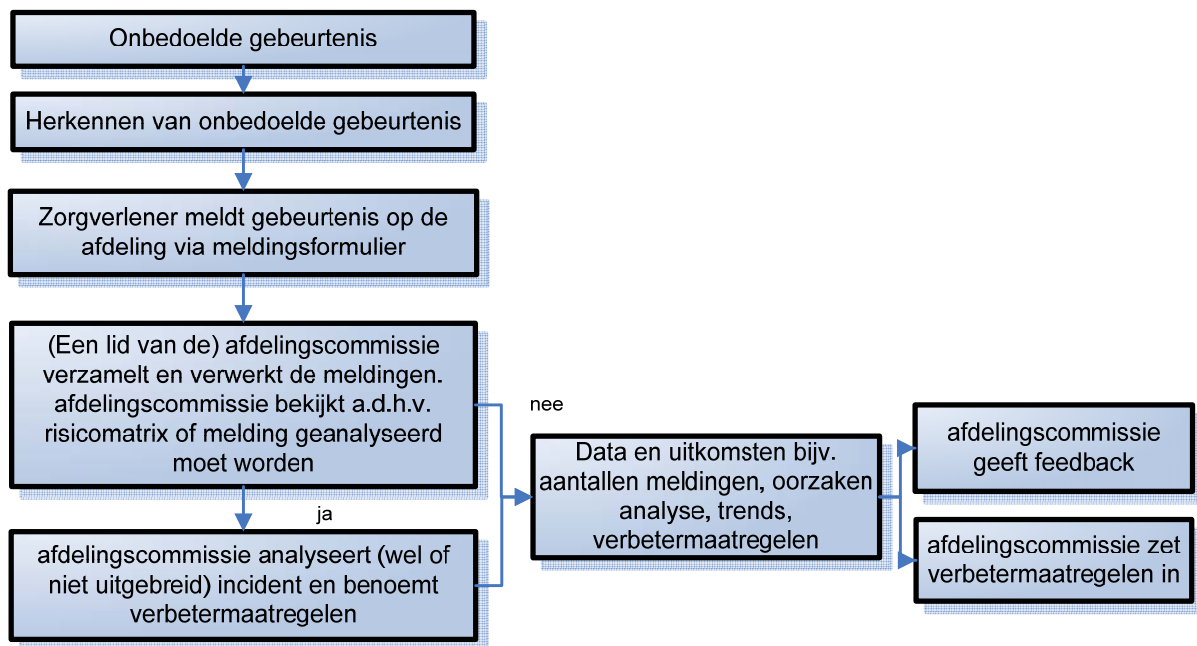 Onbedoelde gebeurtenis
Herkennen van onbedoelde gebeurtenis
Zorgverlener meldt gebeurtenis op de
afdeling via meldingsformulier
(Een lid van de) afdelingscommissie
verzamelt en verwerkt de meldingen.
afdelingscommissie bekijkt a.d.h.v.
risicomatrix of melding geanalyseerd
moet worden
nee
ja
afdelingscommissie analyseert (wel of
niet uitgebreid) incident en benoemt
verbetermaatregelen
Data en uitkomsten bijv.
aantallen meldingen, oorzaken
analyse, trends,
verbetermaatregelen
afdelingscommissie
geeft feedback
afdelingscommissie zet
verbetermaatregelen in